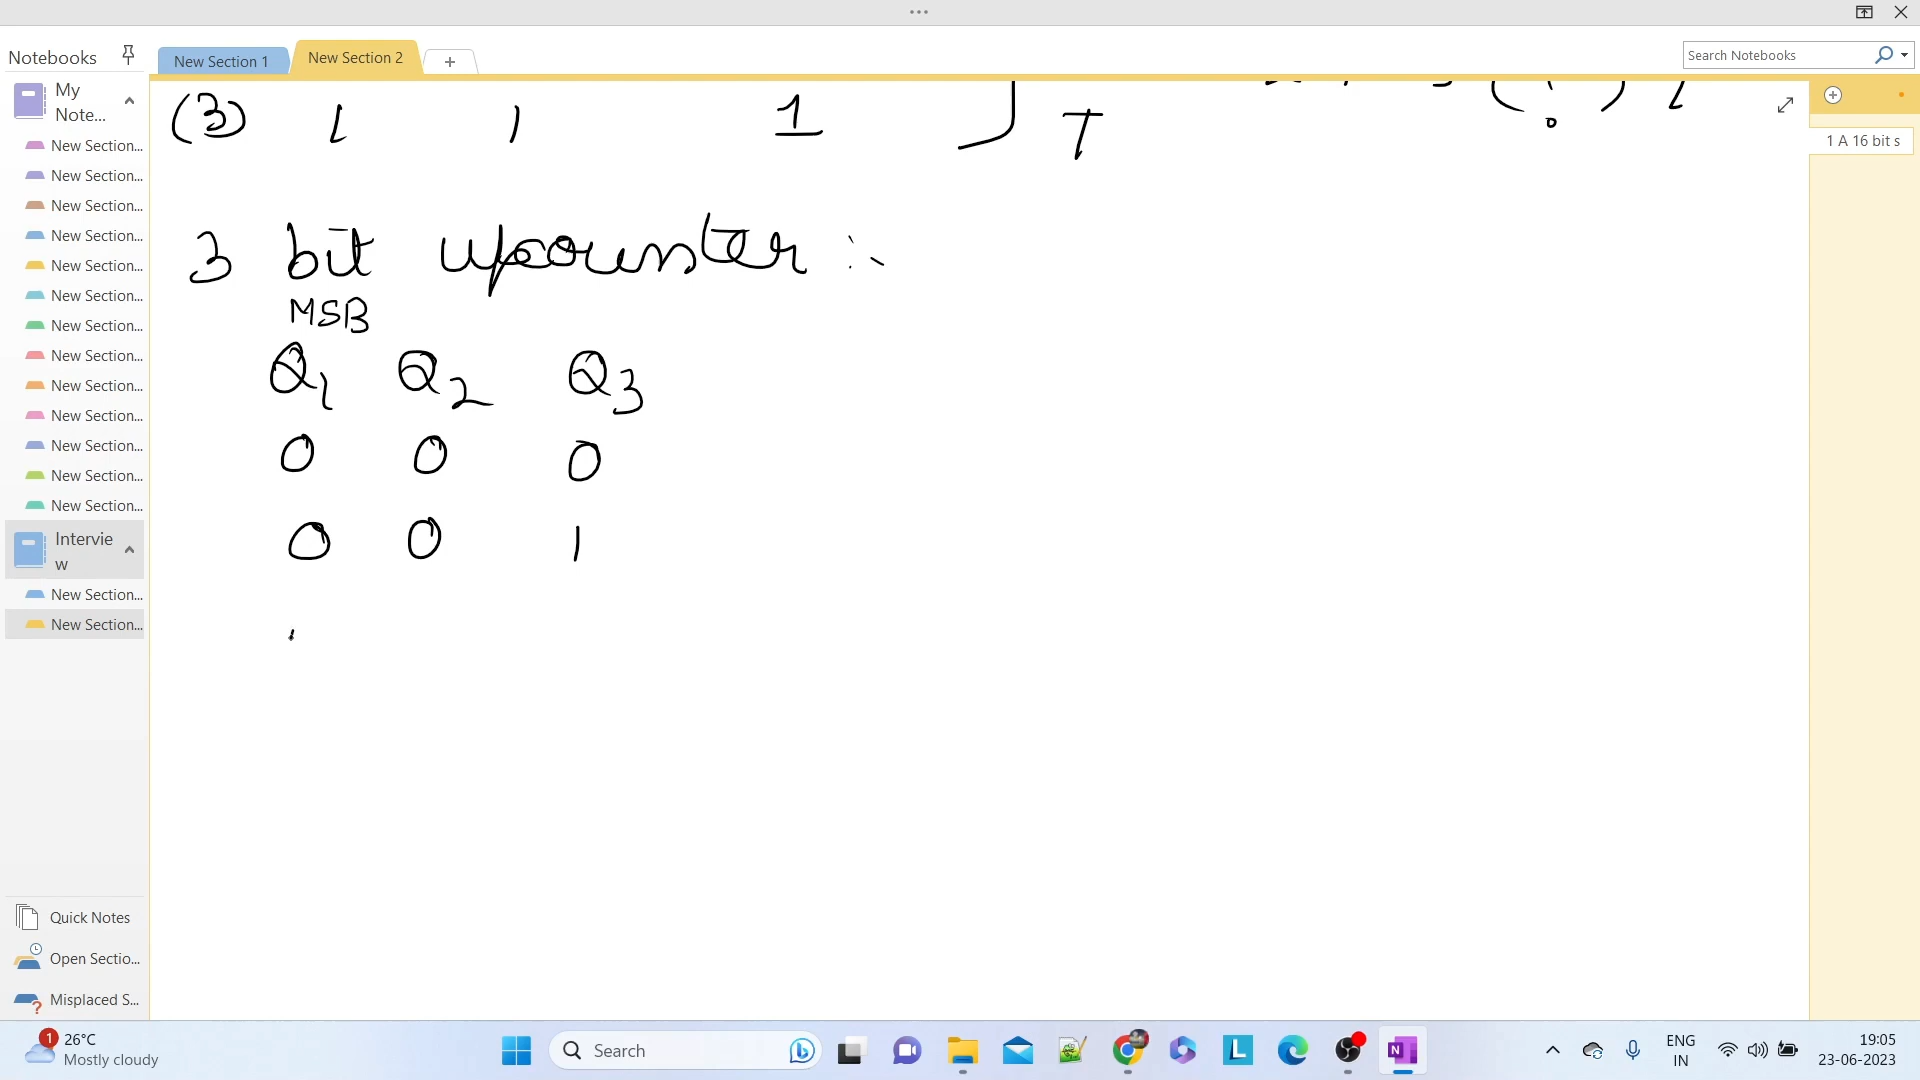 Notebooks
New Section 1
New Section 2
Search Notebooks
My
Note...
New Section...
New Section...
New Section...
New Section...
New Section...
New Section...
New Section...
New Section...
New Section...
New Section...
New Section...
New Section...
New Section...
Intervie
w
New Section...
New Section...
Quick Notes
Open Sectio...
Misplaced S...
1 A 16 bit s
(3) 1 1 1 T
3 bit upcounter :-
MSB
Q1 Q2 Q3
0 0 0
0 0 1
1
26°C
Mostly cloudy
Search
ENG
IN
19:05
23-06-2023